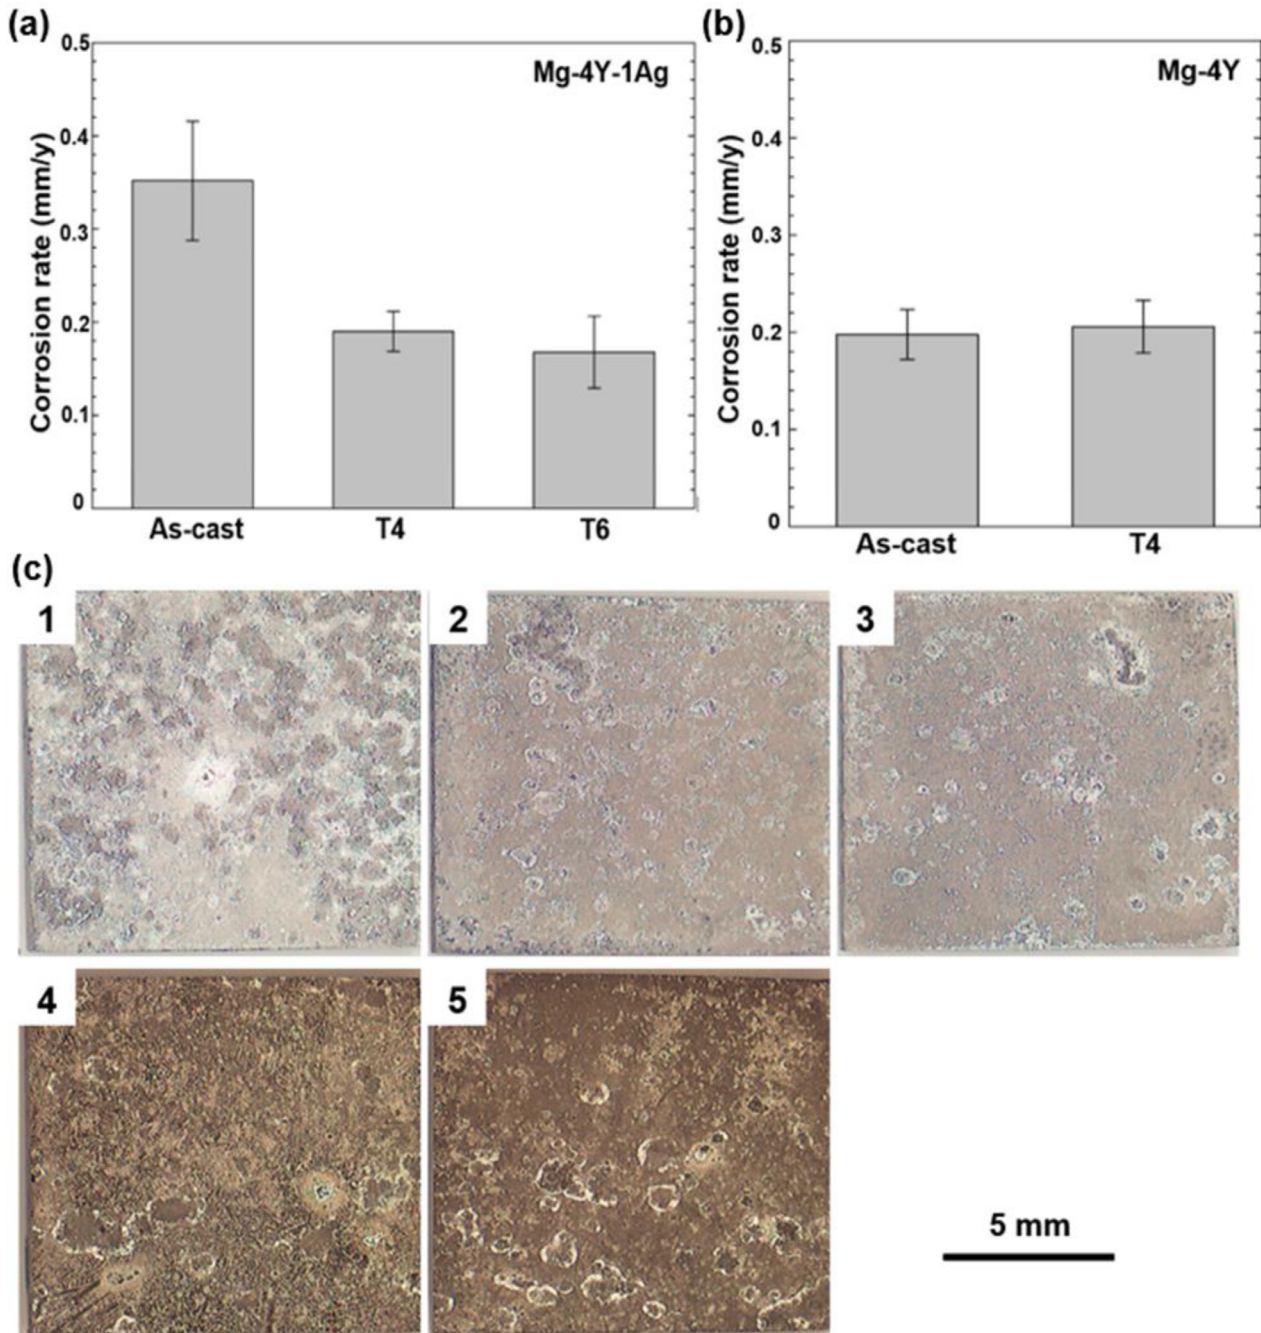 (a)
Mg-4Y-1Ag
Corrosion rate (mm/y)
0.5
0.4
0.3
0.2
0.1
0
As-cast T4 T6
(b)
Mg-4Y
Corrosion rate (mm/y)
0.5
0.4
0.3
0.2
0.1
0
As-cast T4
(c)
1 2 3
4 5
5 mm